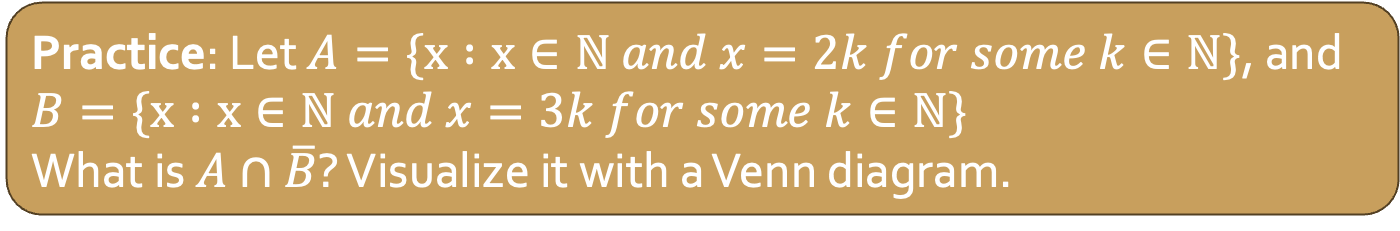 Practice: Let A = {x : x ∈ ℕ and x = 2k for some k ∈ ℕ}, and
B = {x : x ∈ ℕ and x = 3k for some k ∈ ℕ}
What is A ∩ B̅? Visualize it with a Venn diagram.